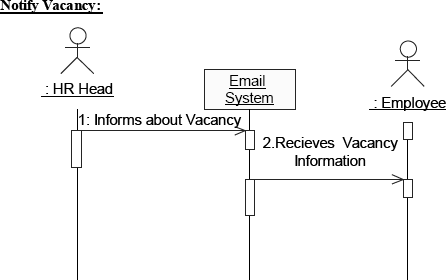 Notify Vacancy:
: HR Head
Email
System
: Employee
1: Informs about Vacancy
2.Recieves Vacancy
Information